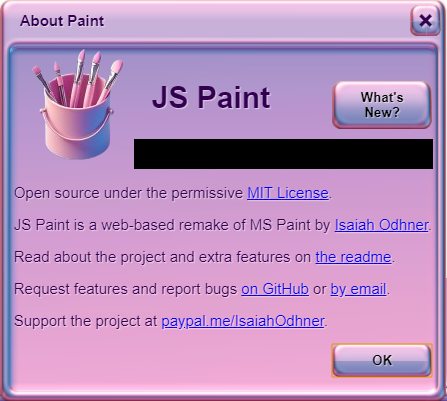 About Paint
JS Paint
What's
New?
Open source under the permissive MIT License.
JS Paint is a web-based remake of MS Paint by Isaiah Odhner.
Read about the project and extra features on the readme.
Request features and report bugs on GitHub or by email.
Support the project at paypal.me/IsaiahOdhner.
OK